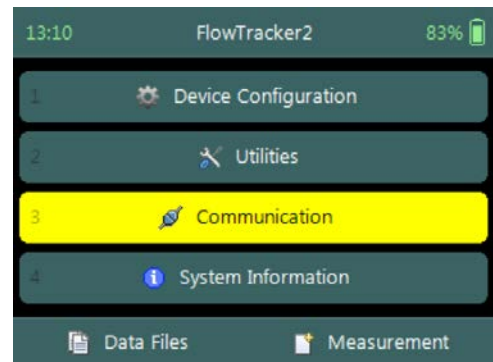 13:10 FlowTracker2 83%
1 Device Configuration
2 Utilities
3 Communication
4 System Information
Data Files Measurement